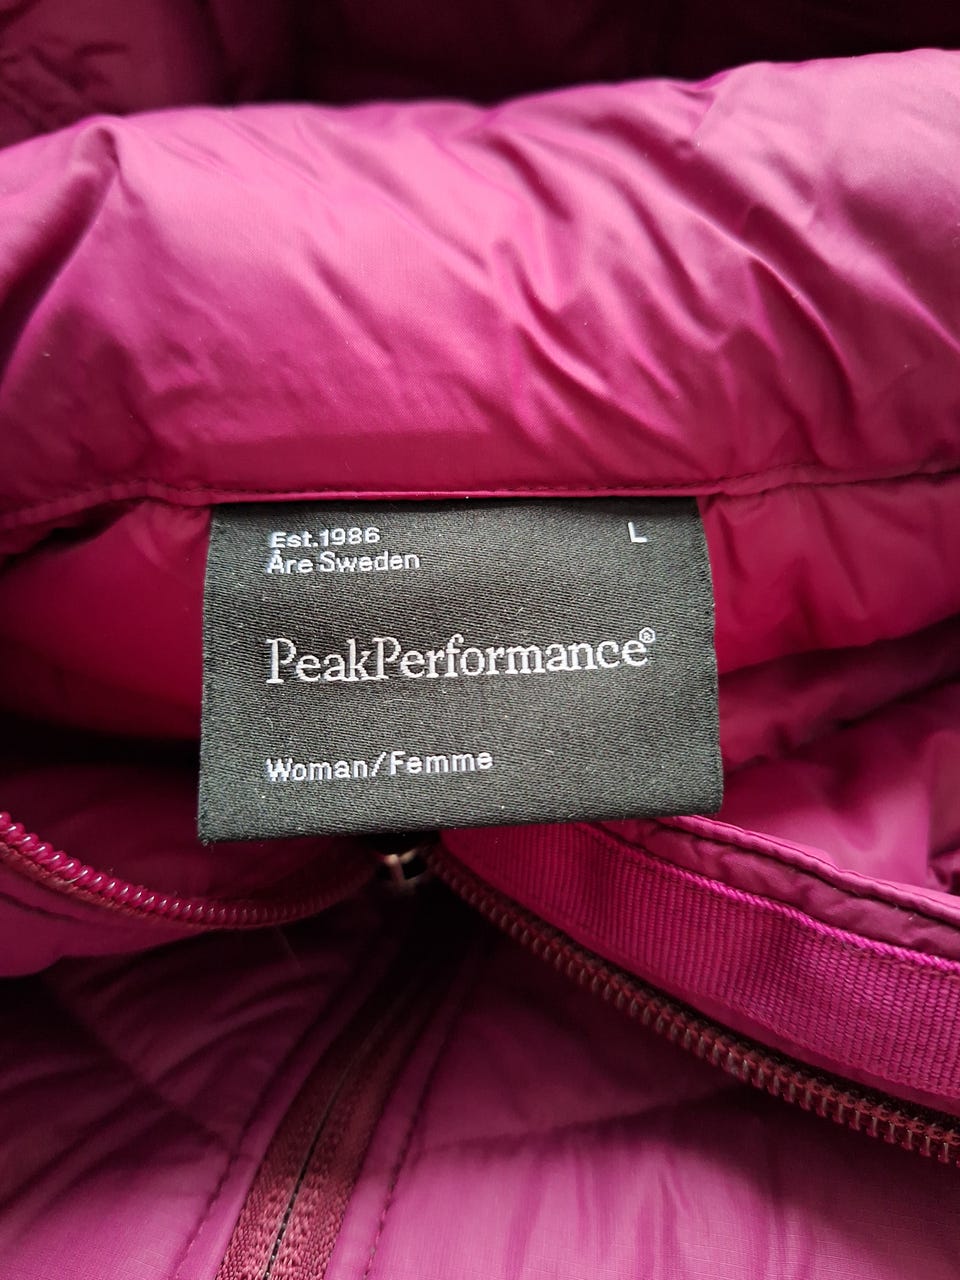 Est.1986 L
Åre Sweden
PeakPerformance®
Woman/Femme